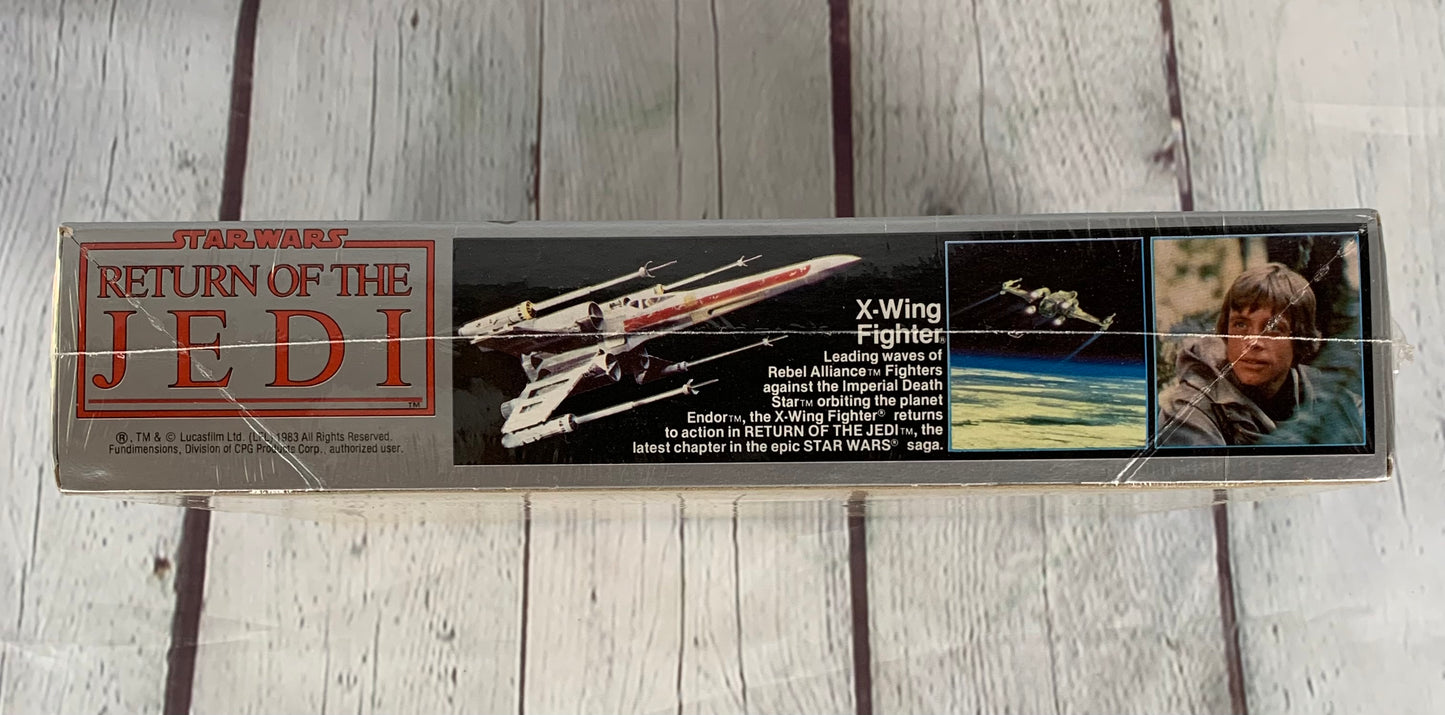 STAR WARS
RETURN OF THE
JEDI
TM
®, TM & © Lucasfilm Ltd. (LFL) 1983 All Rights Reserved.
Fundimensions, Division of CPG Products Corp., authorized user.
X-Wing
Fighter®
Leading waves of
Rebel Alliance™ Fighters
against the Imperial Death
Star™ orbiting the planet
Endor™, the X-Wing Fighter® returns
to action in RETURN OF THE JEDI™, the
latest chapter in the epic STAR WARS® saga.